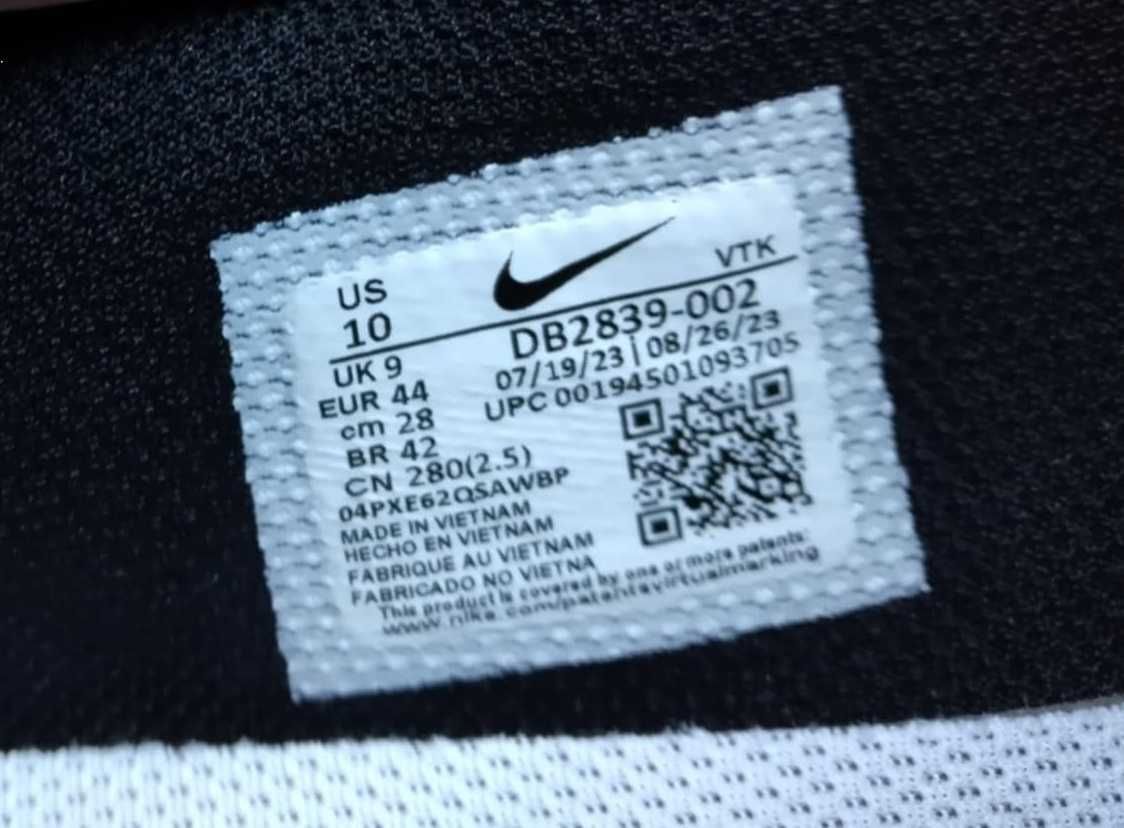 US
10
VTK
DB2839-002
07/19/23 | 08/26/23
UPC 00194501093705
UK 9
EUR 44
cm 28
BR 42
CN 280(2.5)
04PXE62QSAWBP
MADE IN VIETNAM
HECHO EN VIETNAM
FABRIQUE AU VIETNAM
FABRICADO NO VIETNA
This product is covered by one or more patents:
www.nike.com/patentsvirtualmarking